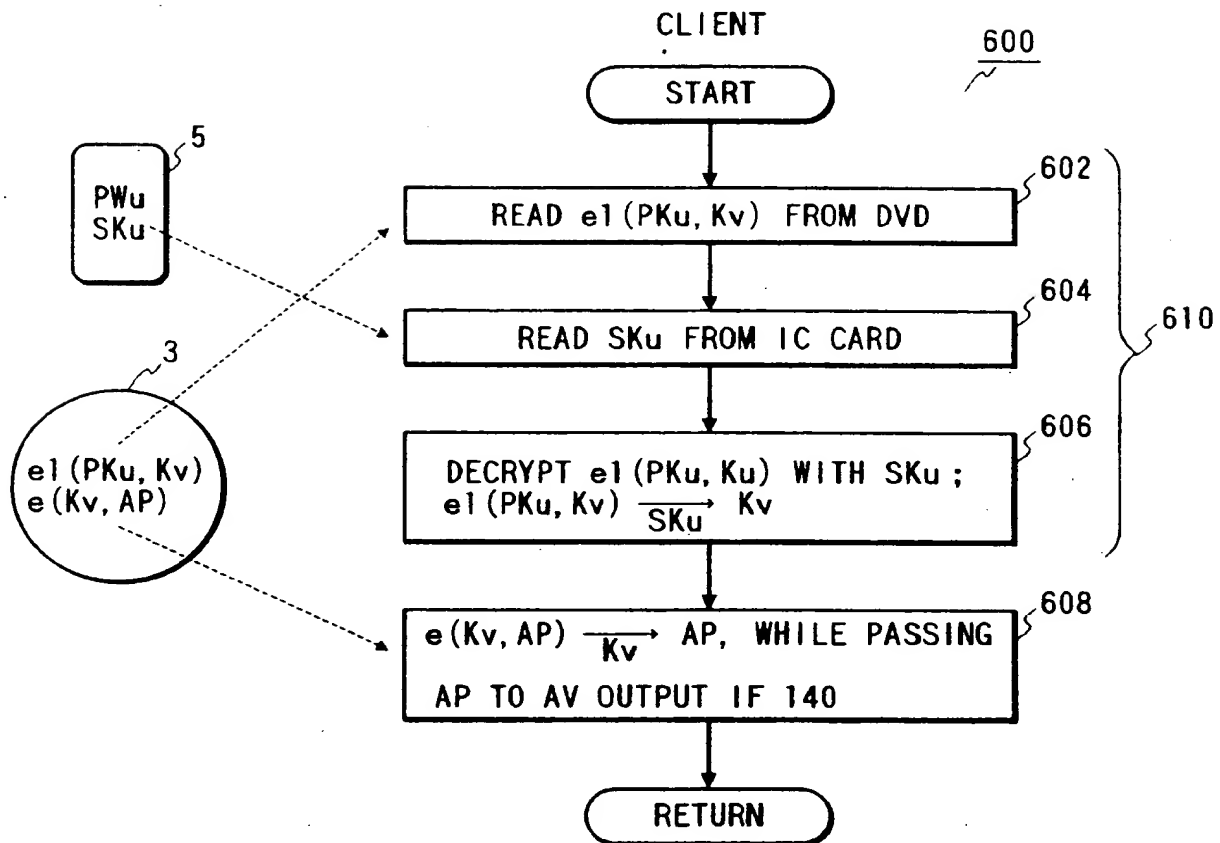 CLIENT
600
START
5
PWu
SKu
602
READ e1(PKu, Kv) FROM DVD
604
READ SKu FROM IC CARD
610
3
e1(PKu, Kv)
e(Kv, AP)
606
DECRYPT e1(PKu, Ku) WITH SKu;
e1(PKu, Kv) → Kv
SKu
608
e(Kv, AP) → AP, WHILE PASSING
Kv
AP TO AV OUTPUT IF 140
RETURN